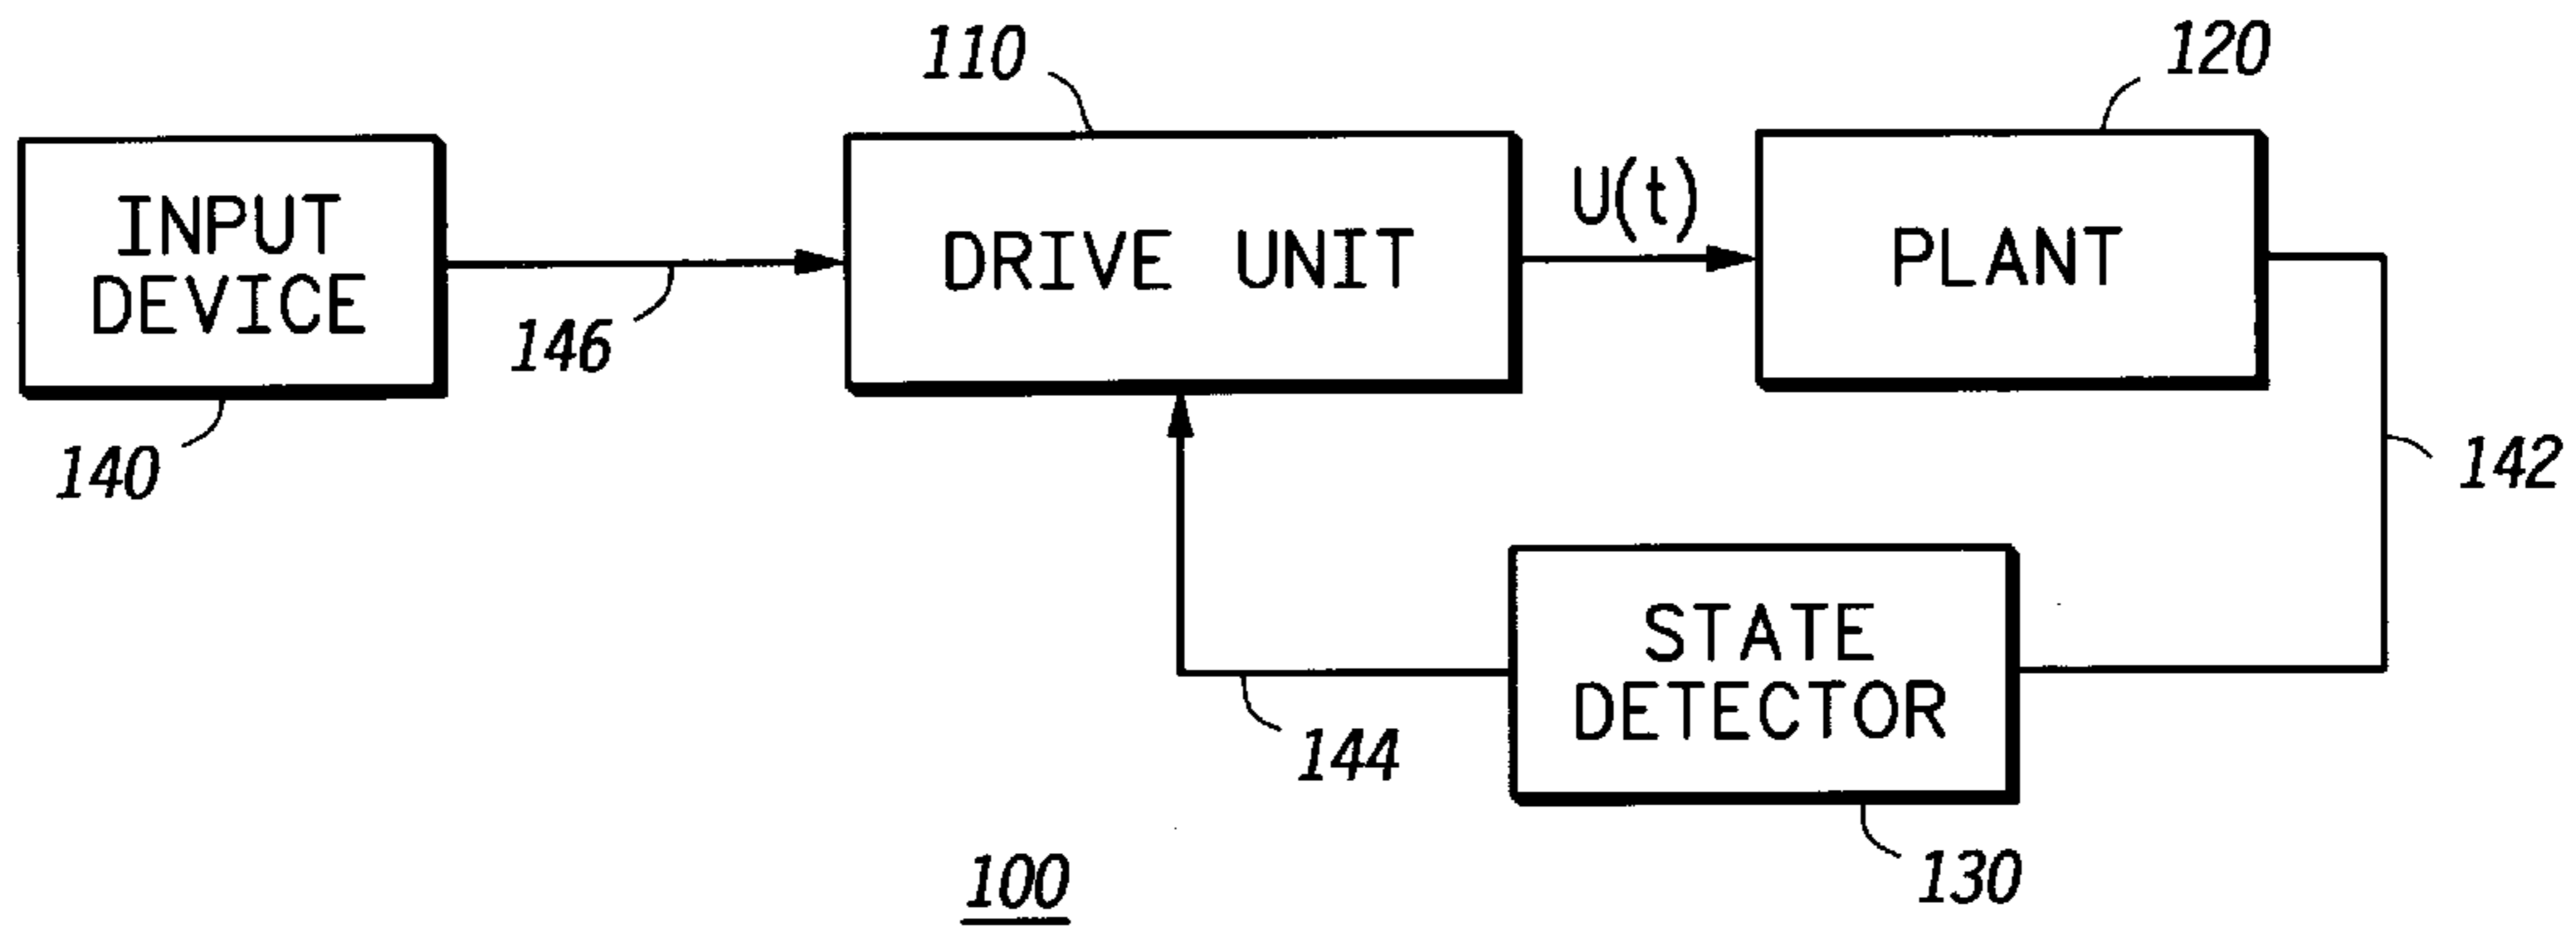 110
120
INPUT
DEVICE
DRIVE UNIT
U(t)
PLANT
146
140
142
STATE
DETECTOR
144
130
100